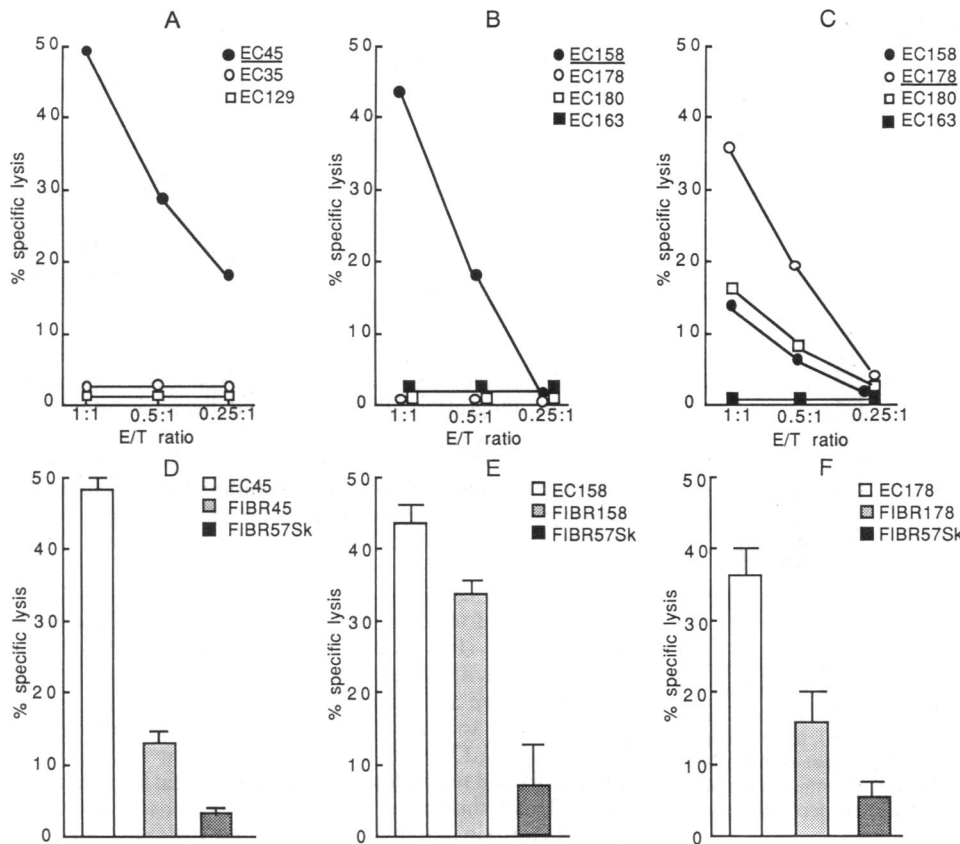 A
% specific lysis
50
40
30
20
10
0
EC45
EC35
EC129
1:1
0.5:1
0.25:1
E/T ratio
B
% specific lysis
50
40
30
20
10
0
EC158
EC178
EC180
EC163
1:1
0.5:1
0.25:1
E/T ratio
C
% specific lysis
50
40
30
20
10
0
EC158
EC178
EC180
EC163
1:1
0.5:1
0.25:1
E/T ratio
D
% specific lysis
50
40
30
20
10
0
EC45
FIBR45
FIBR57Sk
E
% specific lysis
50
40
30
20
10
0
EC158
FIBR158
FIBR57Sk
F
% specific lysis
50
40
30
20
10
0
EC178
FIBR178
FIBR57Sk